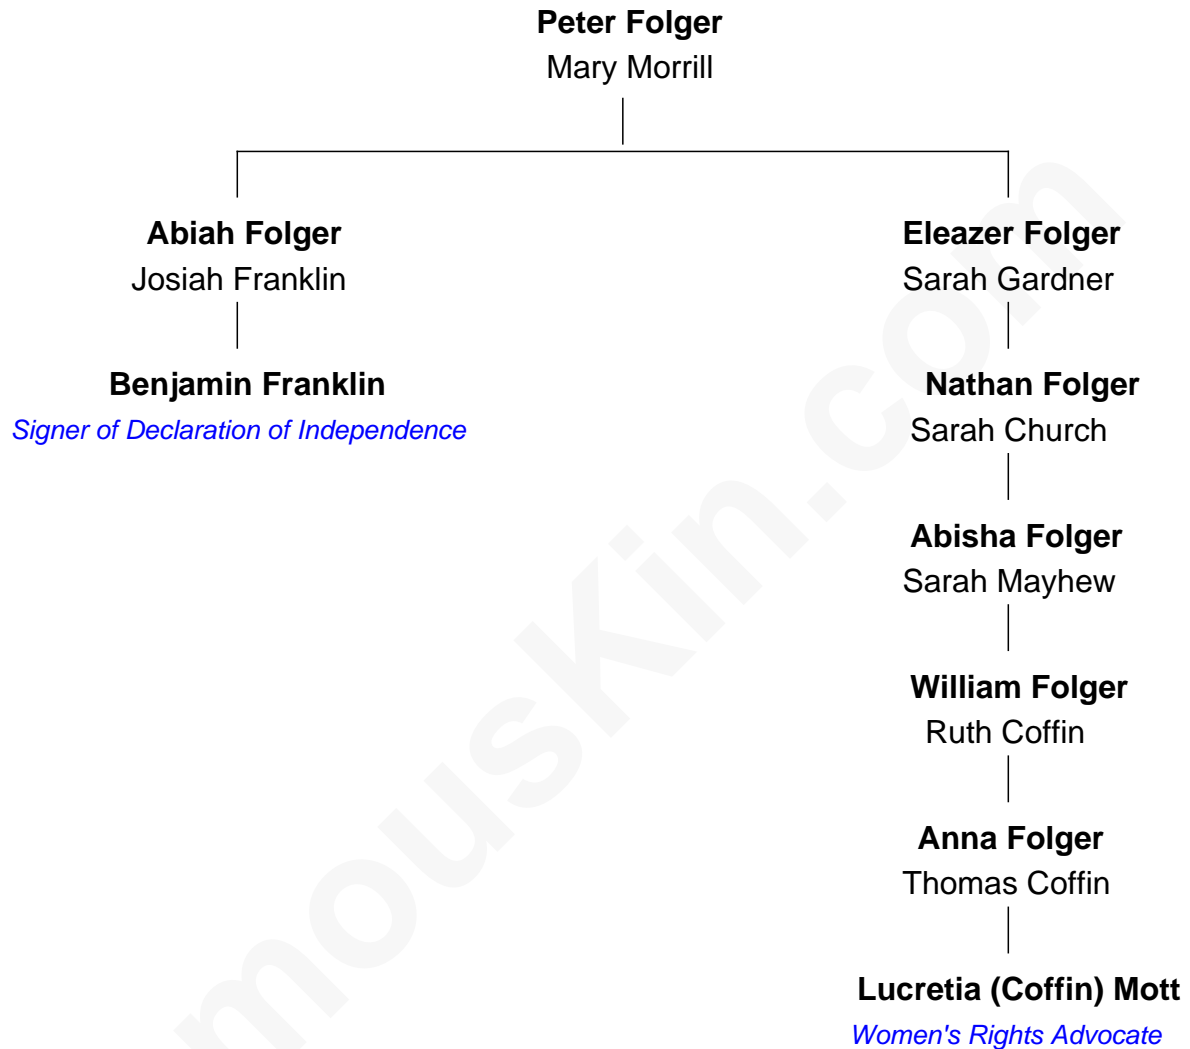 Peter Folger
Mary Morrill
Abiah Folger
Josiah Franklin
Benjamin Franklin
Signer of Declaration of Independence
Eleazer Folger
Sarah Gardner
Nathan Folger
Sarah Church
Abisha Folger
Sarah Mayhew
William Folger
Ruth Coffin
Anna Folger
Thomas Coffin
Lucretia (Coffin) Mott
Women's Rights Advocate
mouskin.com